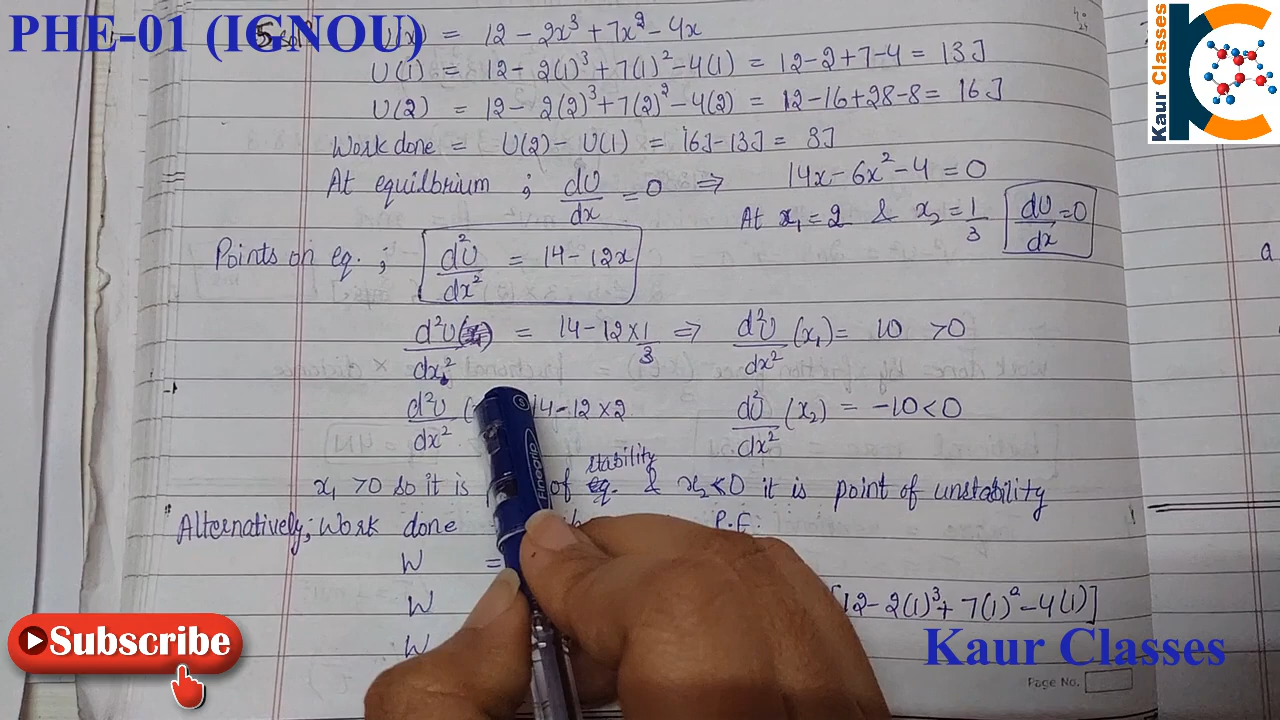 PHE-01 (IGNOU)
5 sol U(x) = 12 - 2x³ + 7x² - 4x
U(1) = 12 - 2(1)³ + 7(1)² - 4(1) = 12 - 2 + 7 - 4 = 13J
U(2) = 12 - 2(2)³ + 7(2)² - 4(2) = 12 - 16 + 28 - 8 = 16J
Work done = U(2) - U(1) = 16J - 13J = 3J
At equilbrium ; dU/dx = 0 ⇒ 14x - 6x² - 4 = 0
At x₁ = 2 & x₂ = 1/3 dU/dx = 0
Points on eq. ; d²U/dx² = 14 - 12x
d²U/dx² = 14 - 12 × 1/3 ⇒ d²U/dx² (x₁) = 10 > 0
d²U/dx² ( 14 - 12 × 2 d²U/dx² (x₂) = -10 < 0
x₁ > 0 so it is of stability & x₂ < 0 it is point of unstability
Alternatively; Work done P.E.
W =
W [12 - 2(1)³ + 7(1)² - 4(1)]
W
Kaur Classes
Subscribe
Kaur Classes
Page No.
a